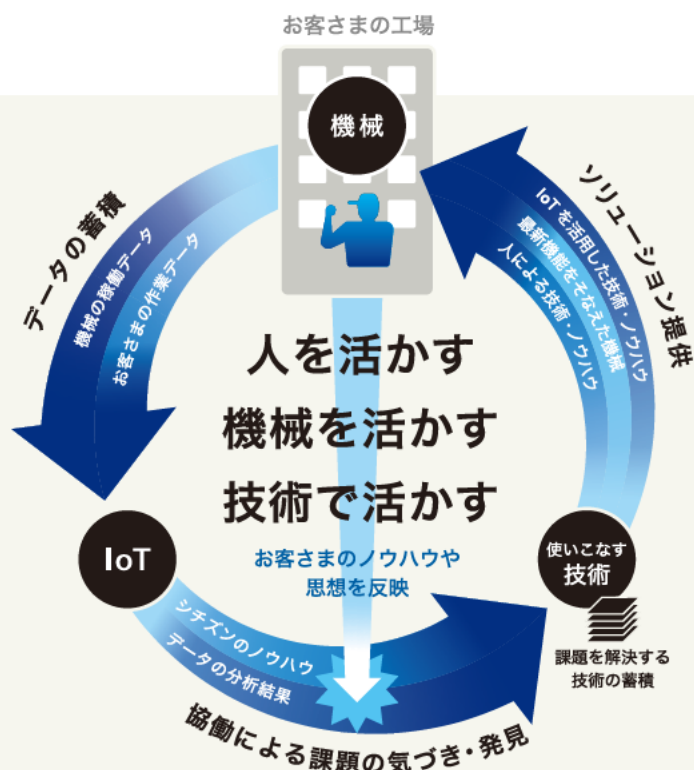 お客さまの工場
機械
データの蓄積
機械の稼働データ
お客さまの作業データ
ソリューション提供
IoTを活用した技術・ノウハウ
最新機能をそなえた機械
人による技術・ノウハウ
人を活かす
機械を活かす
技術で活かす
お客さまのノウハウや
思想を反映
IoT
使いこなす
技術
課題を解決する
技術の蓄積
シチズンのノウハウ
データの分析結果
協働による課題の気づき・発見